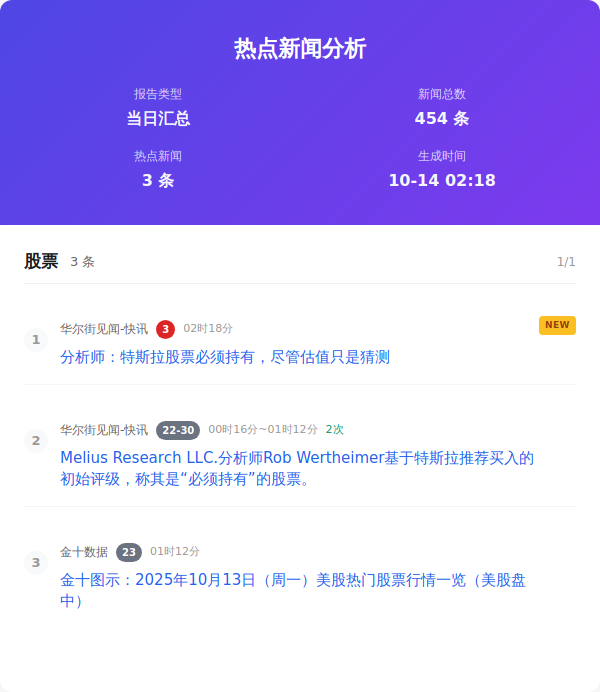 热点新闻分析
报告类型
新闻总数
当日汇总
454 条
热点新闻
生成时间
3 条
10-14 02:18
股票 3 条
1/1
1
华尔街见闻-快讯 3 02时18分
NEW
分析师：特斯拉股票必须持有，尽管估值只是猜测
2
华尔街见闻-快讯 22-30 00时16分~01时12分 2次
Melius Research LLC.分析师Rob Wertheimer基于特斯拉推荐买入的
初始评级，称其是“必须持有”的股票。
3
金十数据 23 01时12分
金十图示：2025年10月13日（周一）美股热门股票行情一览（美股盘
中）